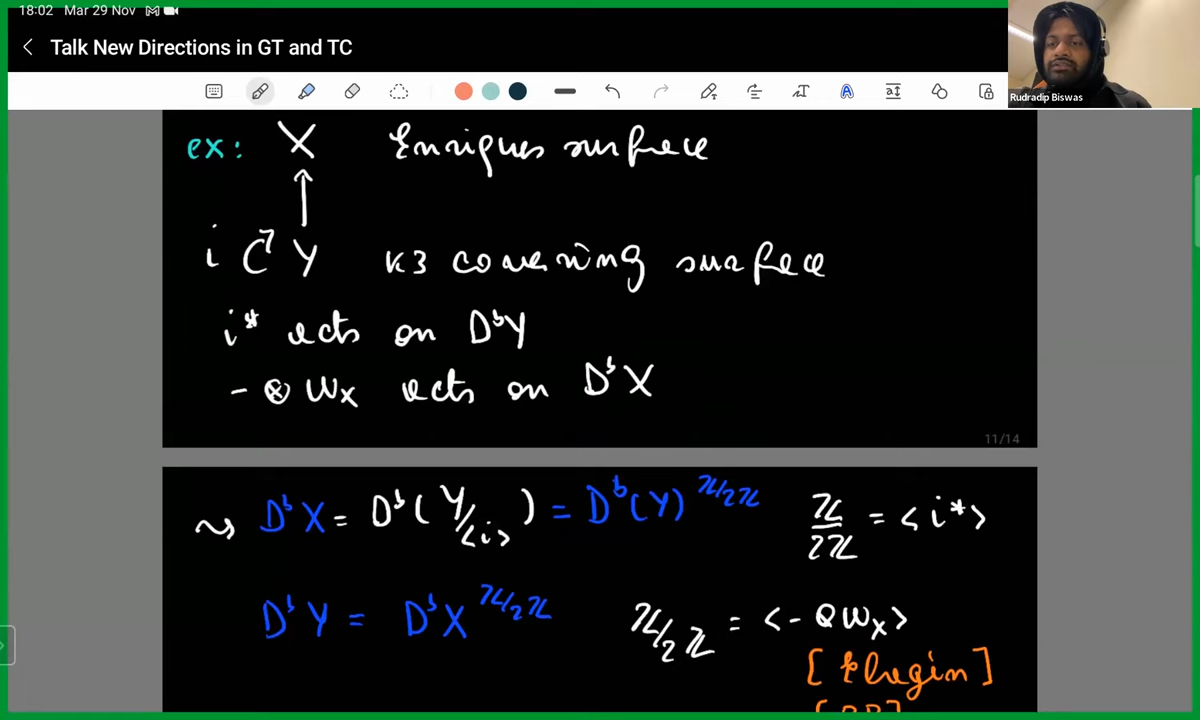 18:02 Mar 29 Nov
Talk New Directions in GT and TC
Rudradip Biswas
ex: X Enriques surface
↑
i Y K3 covering surface
i* acts on DᵇY
- ⊗ ωₓ acts on DᵇX
11/14
⇝ DᵇX = Dᵇ(Y/<i>) = Dᵇ(Y)^{ℤ/2ℤ} ℤ/2ℤ = <i*>
DᵇY = DᵇX^{ℤ/2ℤ} ℤ/2ℤ = <- ⊗ ωₓ>
[Elagin]